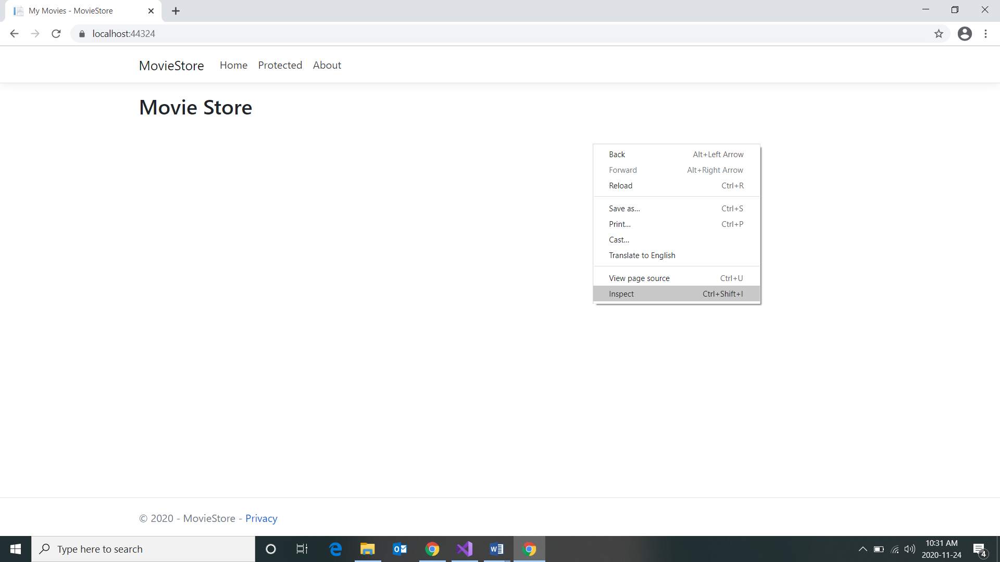 My Movies - MovieStore
localhost:44324
MovieStore Home Protected About
Movie Store
Back Alt+Left Arrow
Forward Alt+Right Arrow
Reload Ctrl+R
Save as... Ctrl+S
Print... Ctrl+P
Cast...
Translate to English
View page source Ctrl+U
Inspect Ctrl+Shift+I
© 2020 - MovieStore - Privacy
Type here to search
10:31 AM
2020-11-24
4